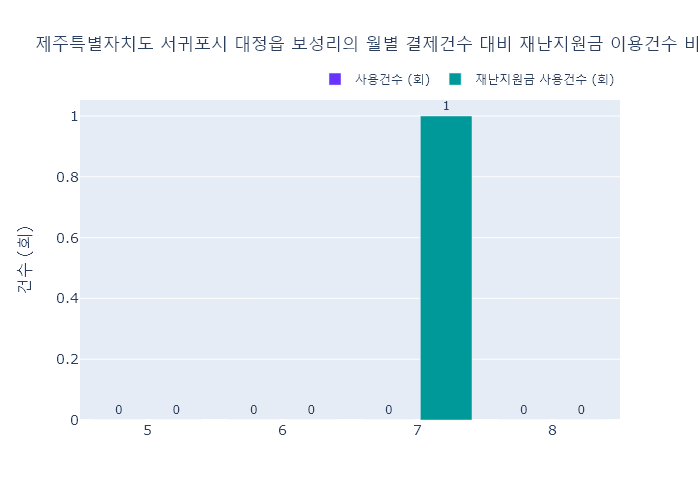 제주특별자치도 서귀포시 대정읍 보성리의 월별 결제건수 대비 재난지원금 이용건수 비
사용건수 (회)
재난지원금 사용건수 (회)
건수 (회)
1
0.8
0.6
0.4
0.2
0
0 0 0 0 0 1 0 0
5 6 7 8